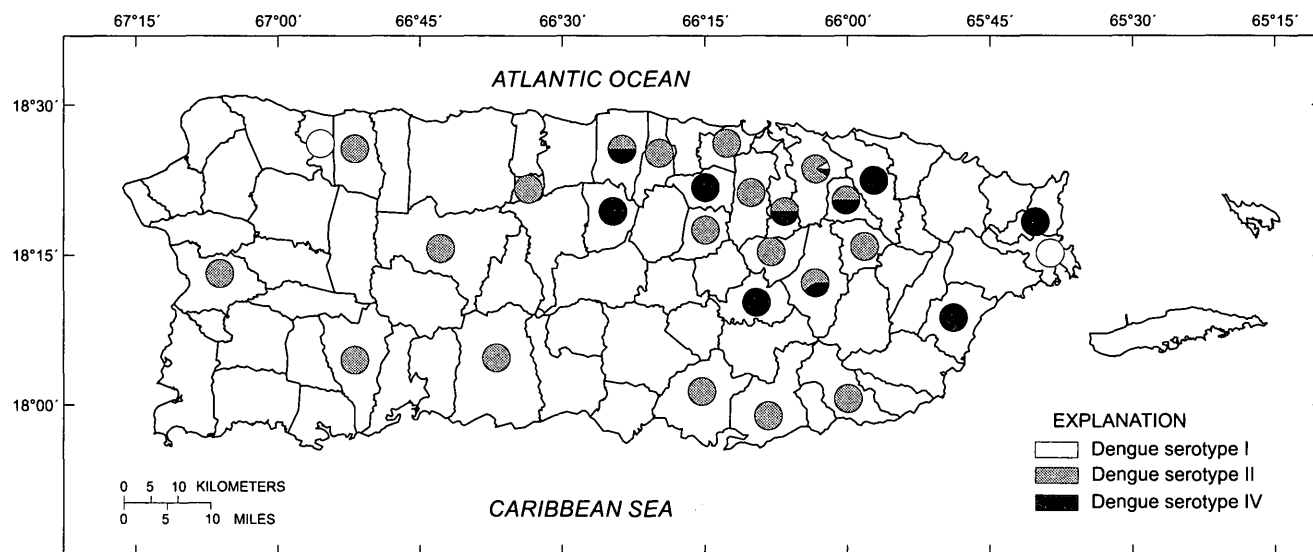 67°15′ 67°00′ 66°45′ 66°30′ 66°15′ 66°00′ 65°45′ 65°30′ 65°15′
ATLANTIC OCEAN
18°30′
18°15′
18°00′
EXPLANATION
Dengue serotype I
Dengue serotype II
Dengue serotype IV
0 5 10 KILOMETERS
0 5 10 MILES
CARIBBEAN SEA